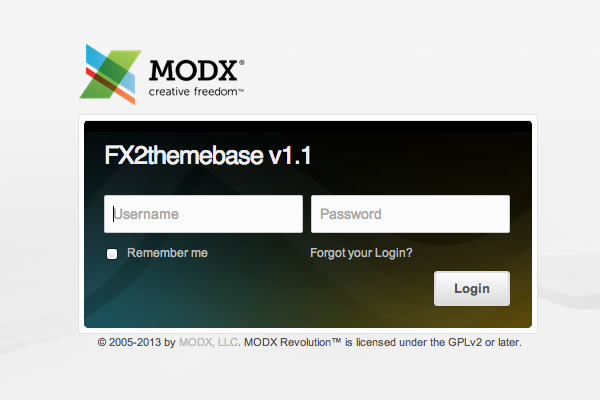 MODX®
creative freedom™
FX2themebase v1.1
Username Password
Remember me Forgot your Login?
Login
© 2005-2013 by MODX, LLC. MODX Revolution™ is licensed under the GPLv2 or later.